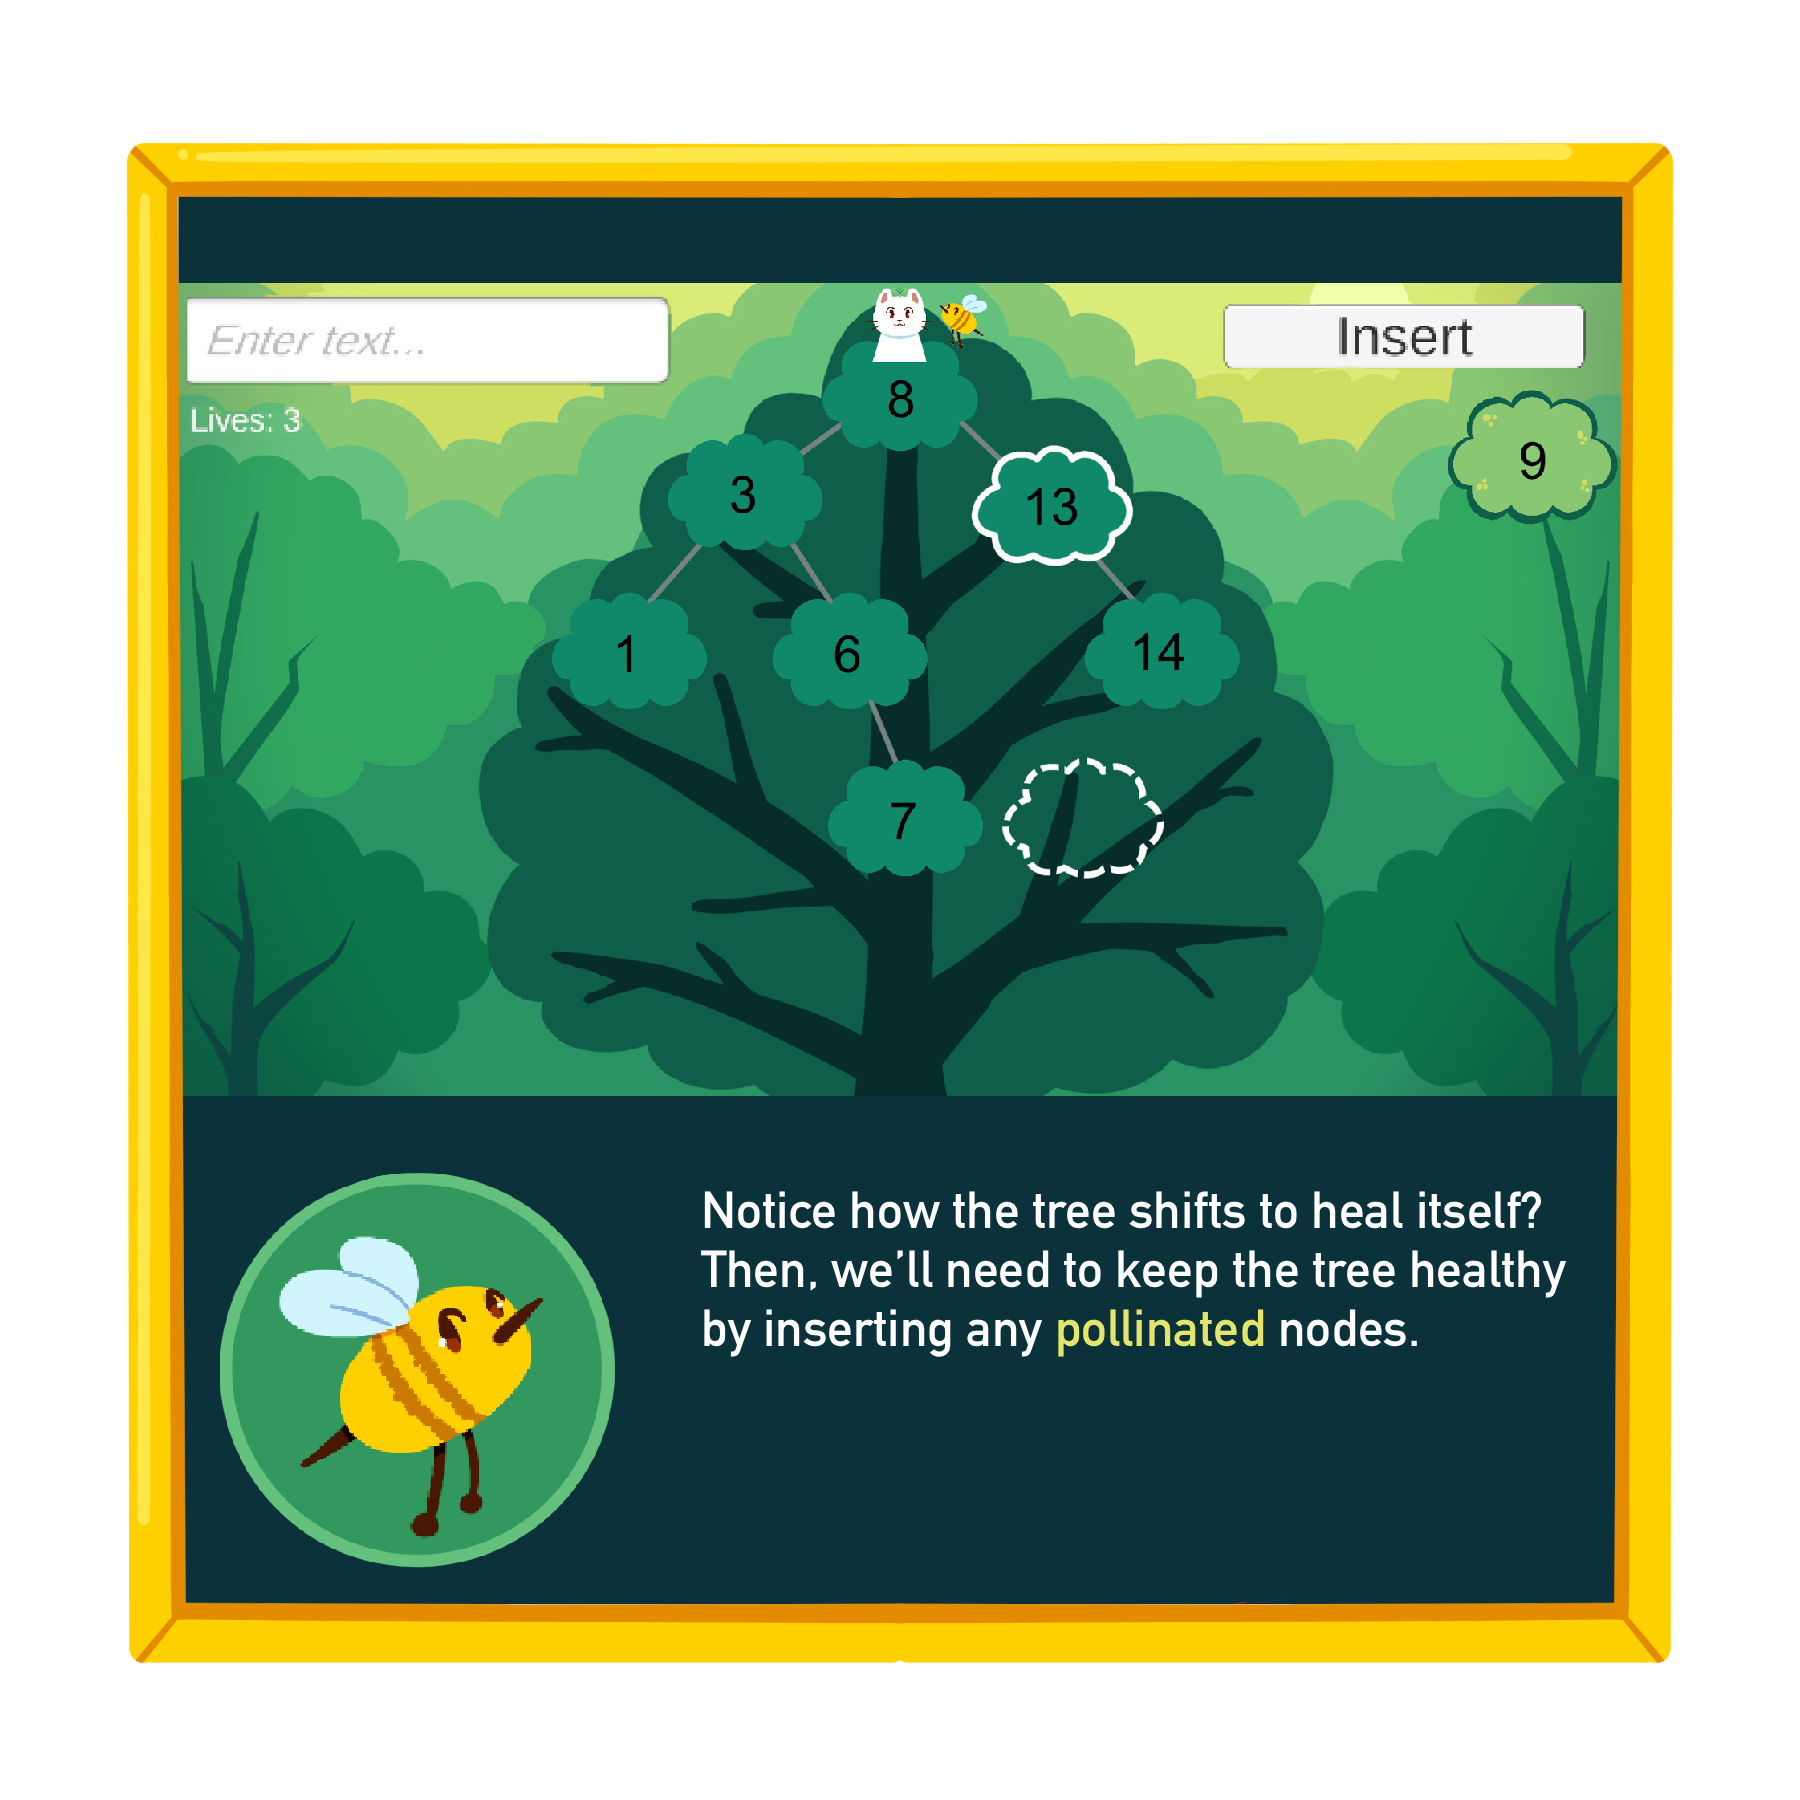 Enter text...
Insert
Lives: 3
8
9
3
13
1
6
14
7
Notice how the tree shifts to heal itself?
Then, we’ll need to keep the tree healthy
by inserting any pollinated nodes.